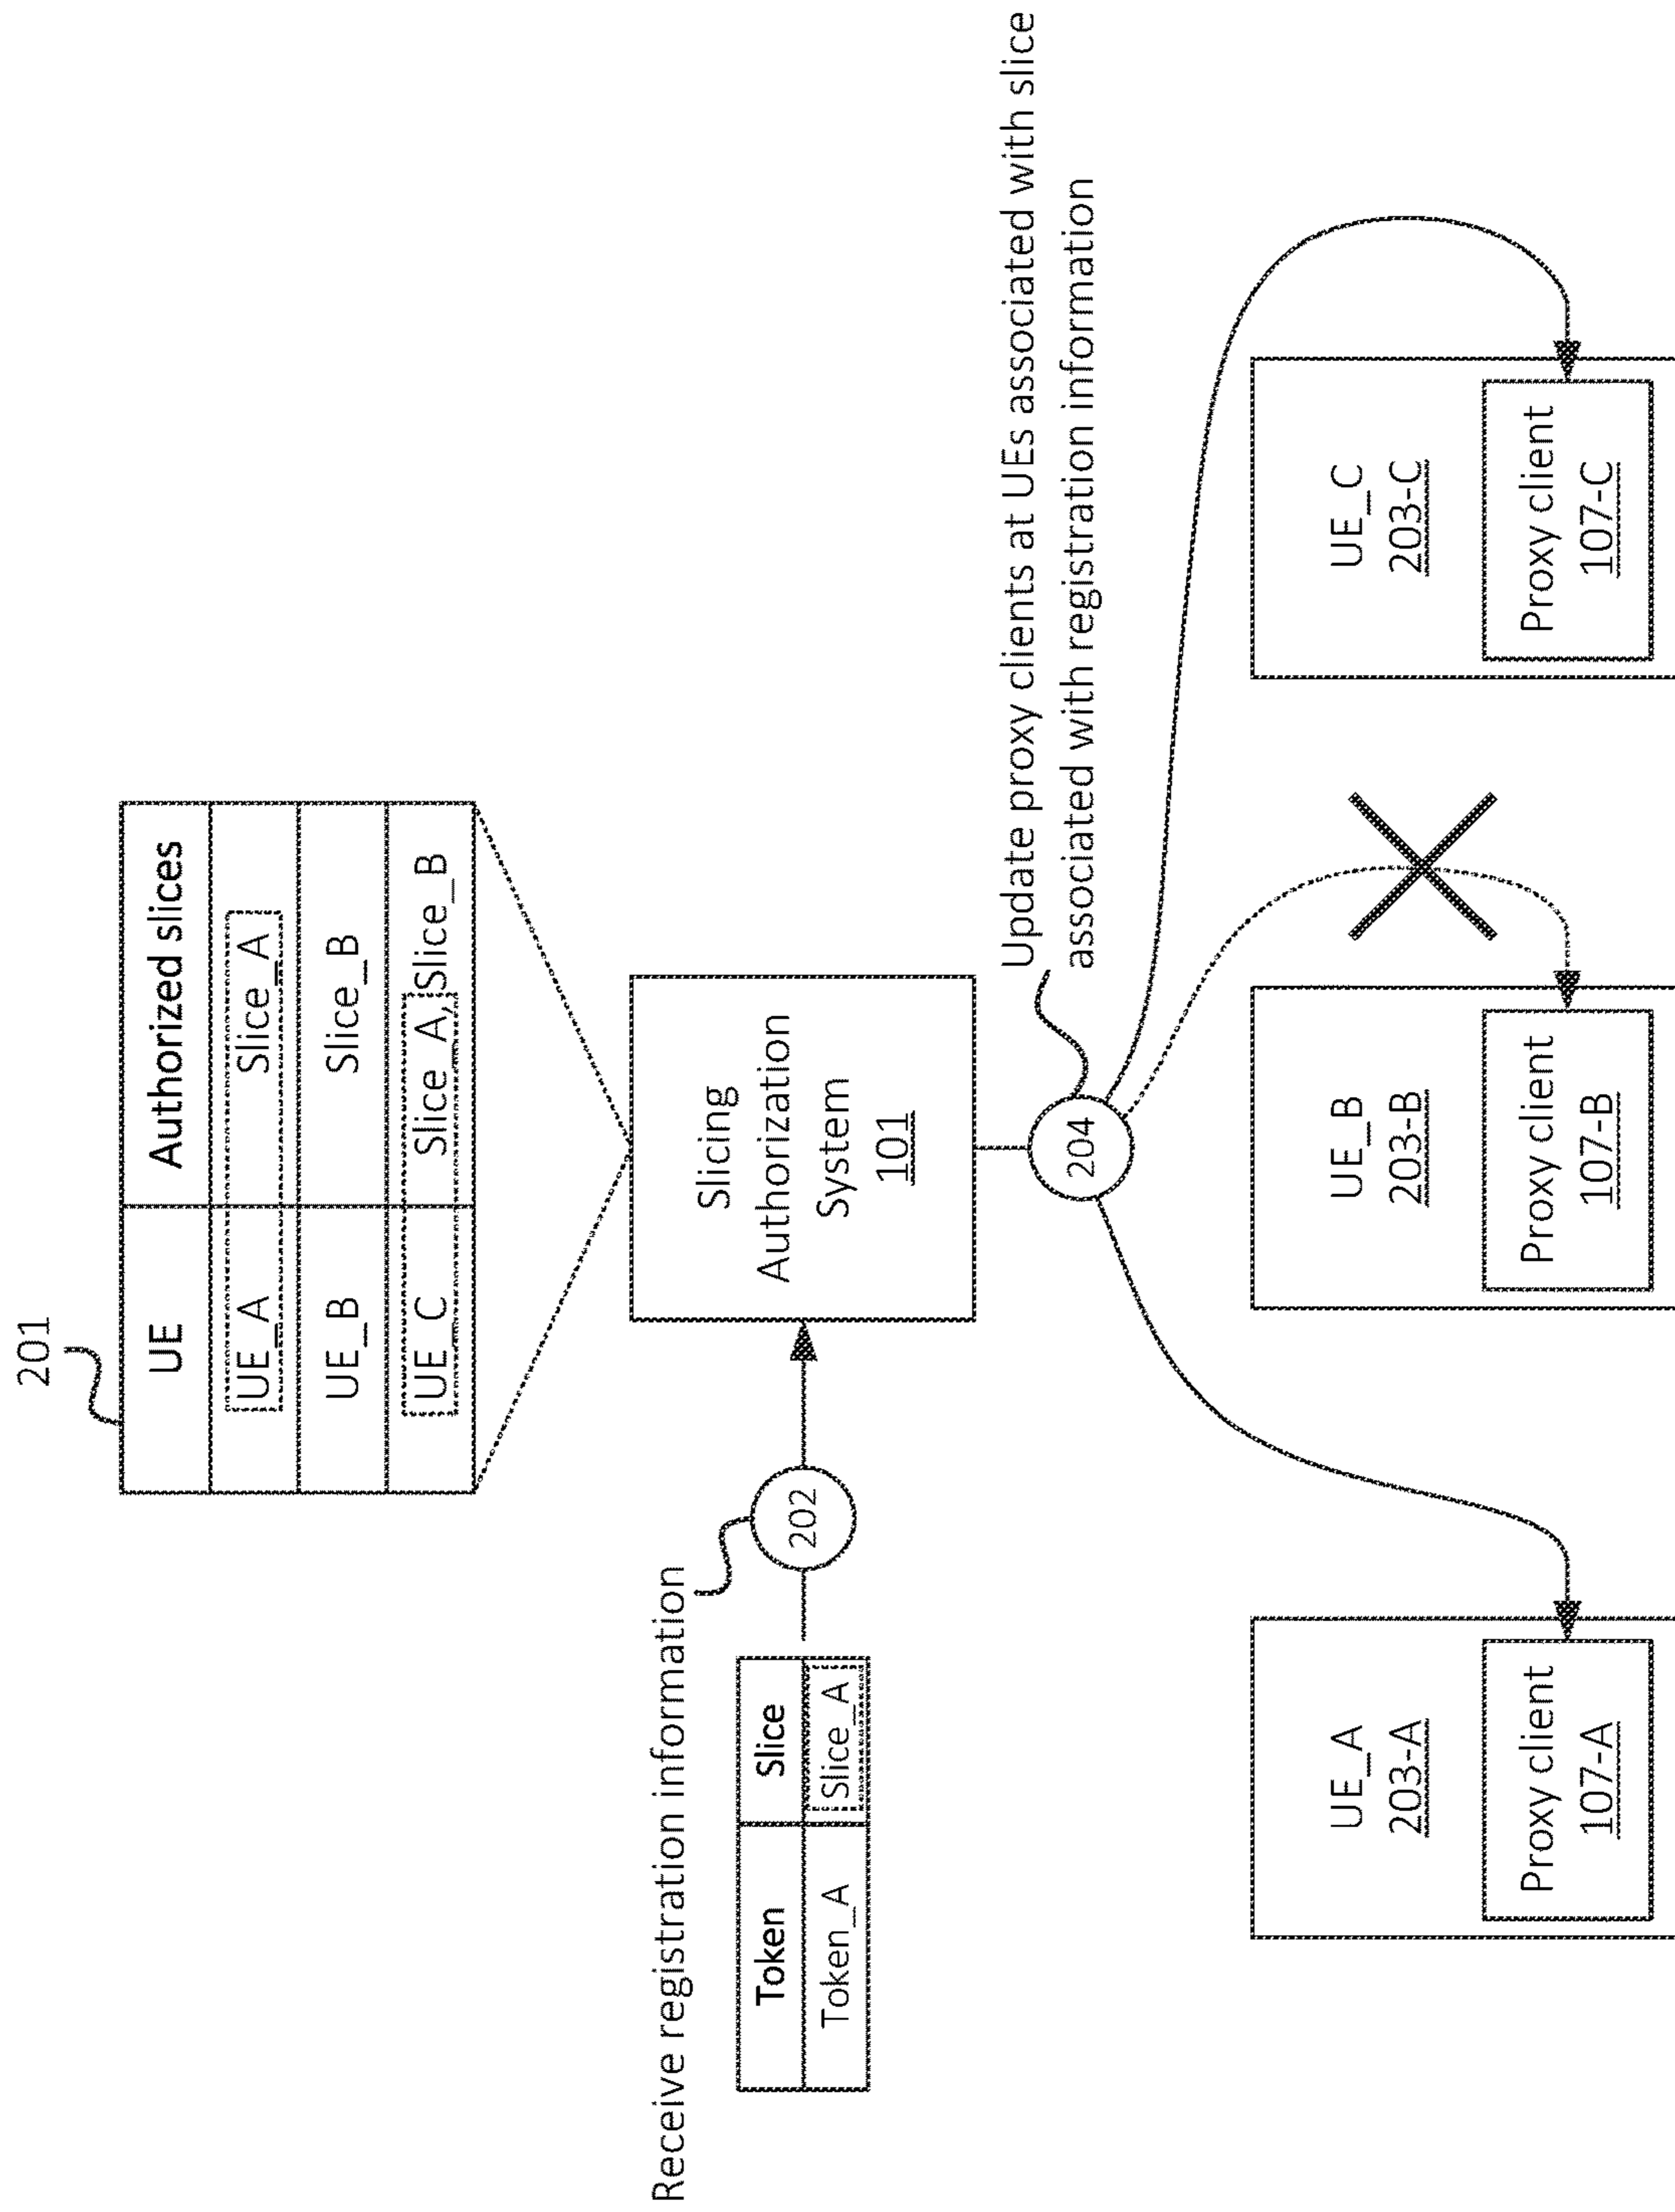 201
UE Authorized slices
UE_A Slice_A
UE_B Slice_B
UE_C Slice_A, Slice_B
Receive registration information
202
Token Slice
Token_A Slice_A
Slicing
Authorization
System
101
204
Update proxy clients at UEs associated with slice
associated with registration information
UE_A
203-A
Proxy client
107-A
UE_B
203-B
Proxy client
107-B
UE_C
203-C
Proxy client
107-C